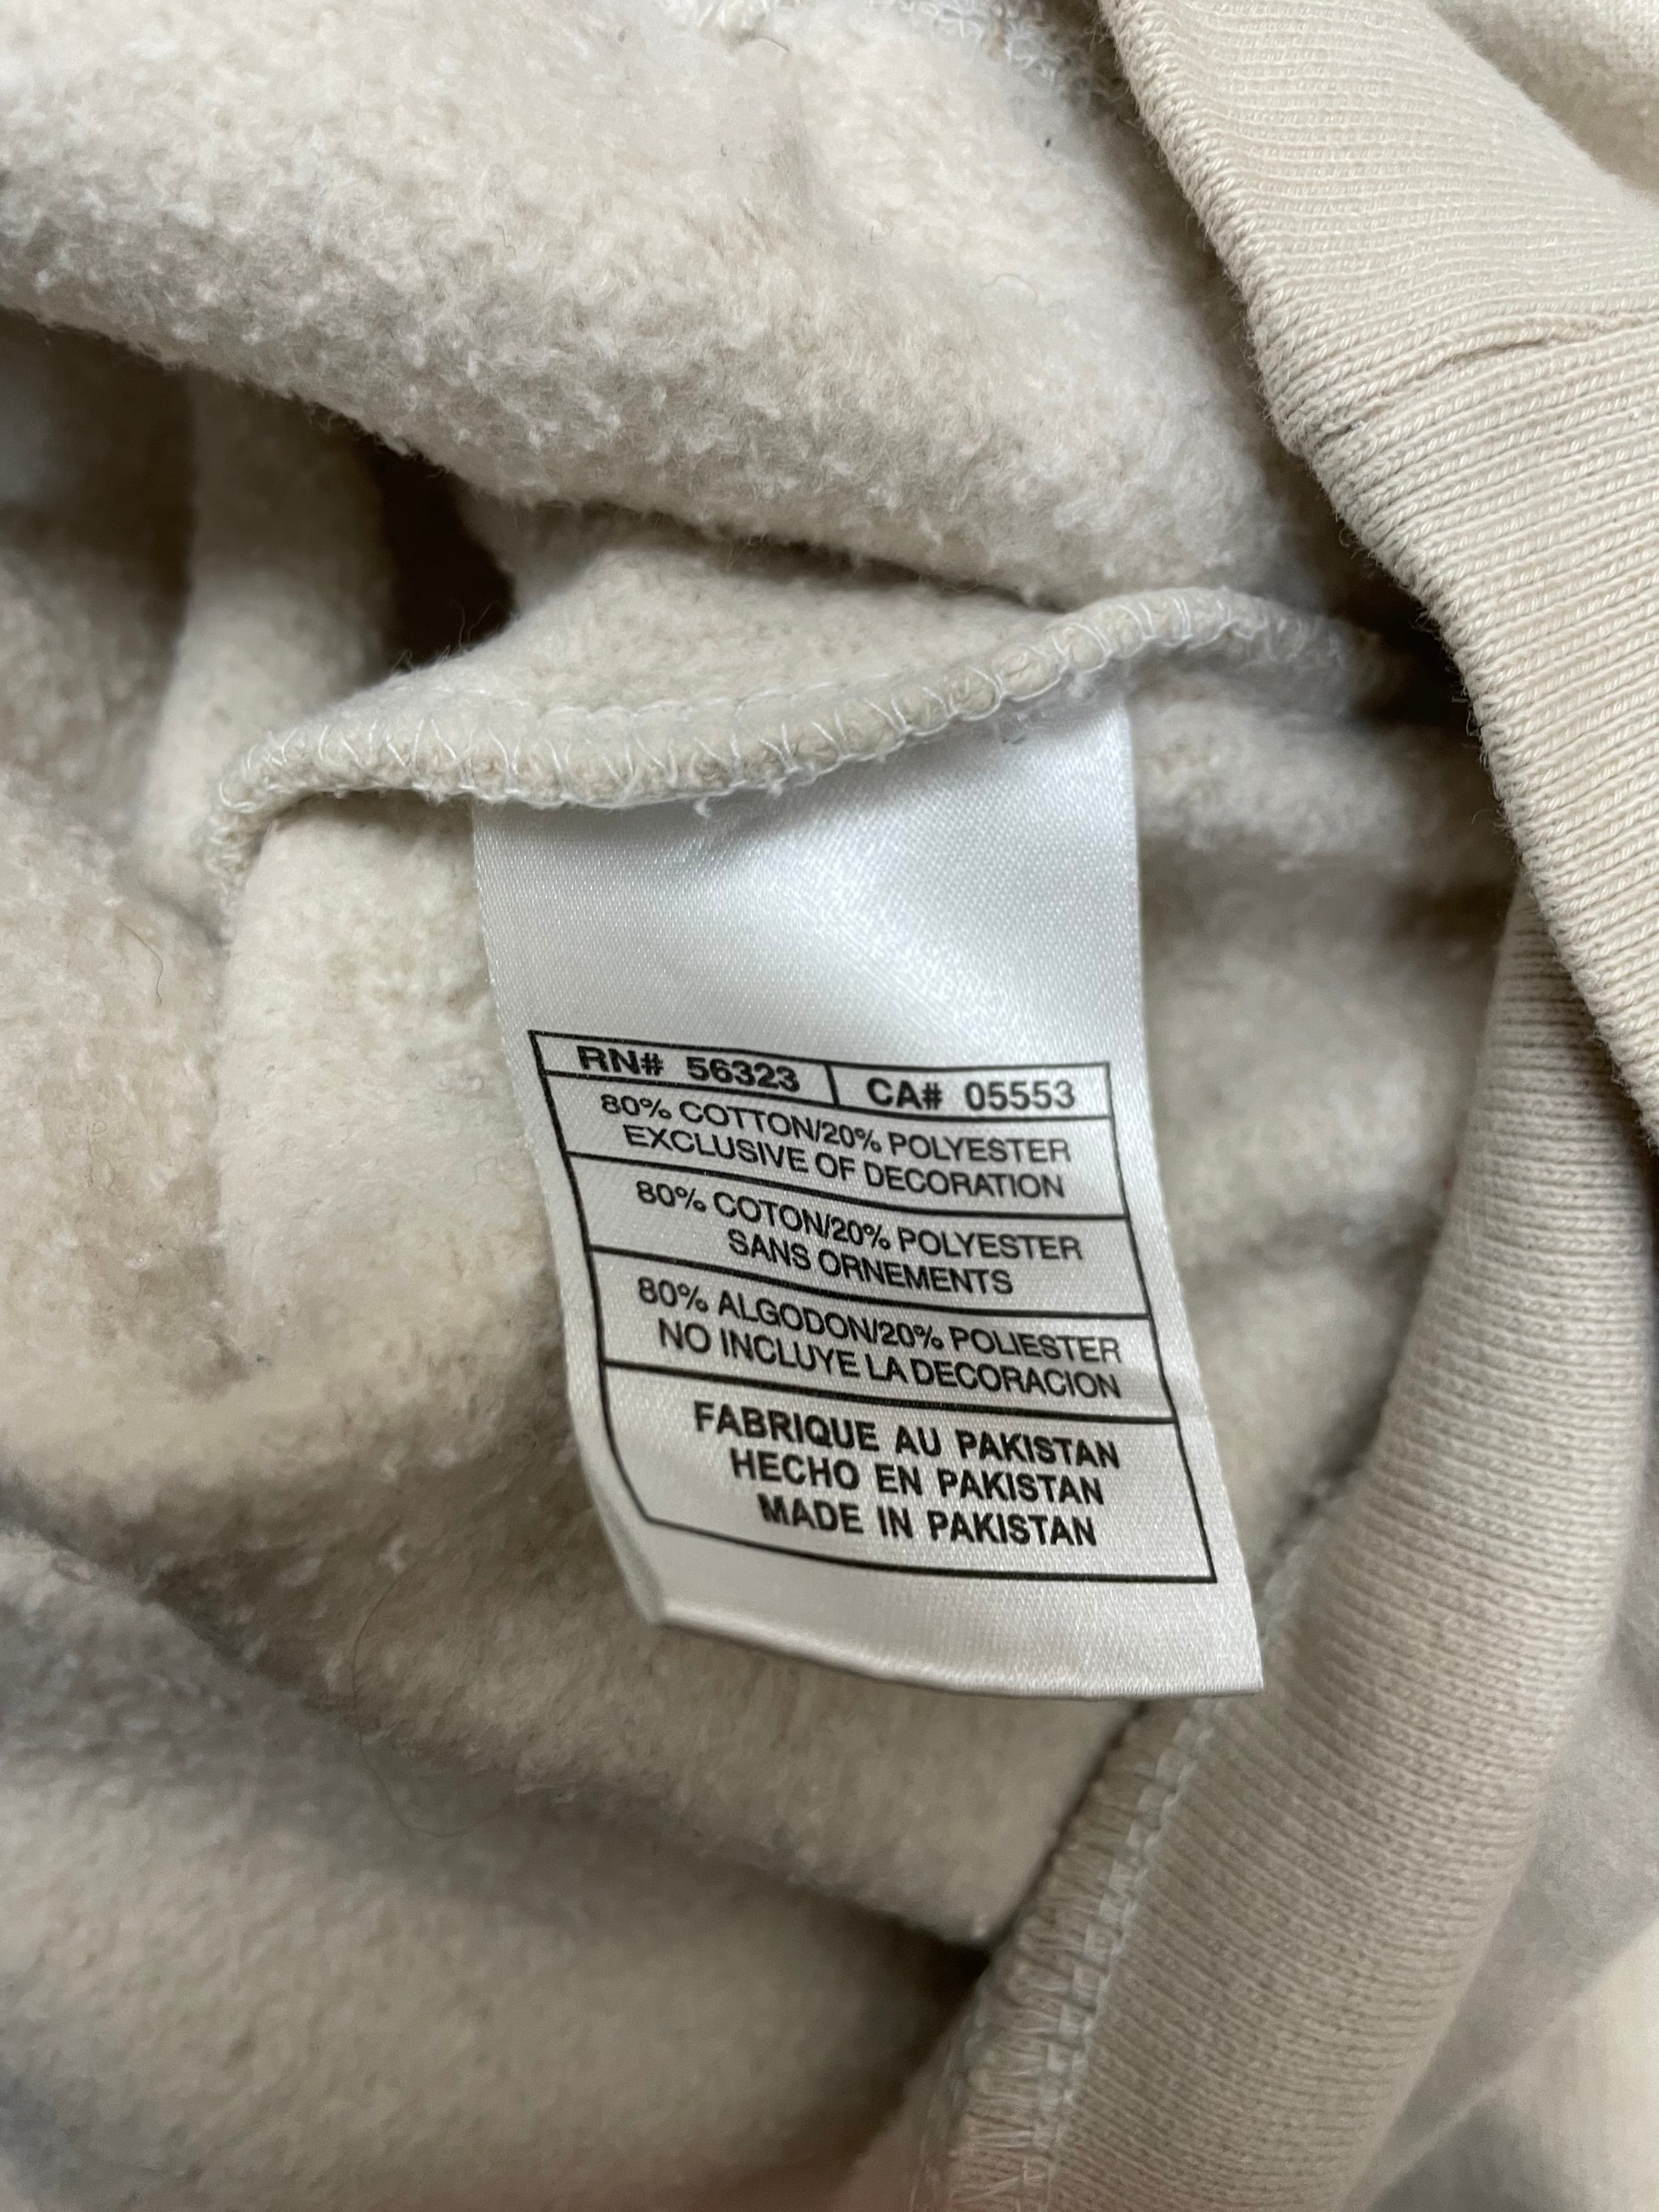 RN# 56323 CA# 05553
80% COTTON/20% POLYESTER
EXCLUSIVE OF DECORATION
80% COTON/20% POLYESTER
SANS ORNEMENTS
80% ALGODON/20% POLIESTER
NO INCLUYE LA DECORACION
FABRIQUE AU PAKISTAN
HECHO EN PAKISTAN
MADE IN PAKISTAN